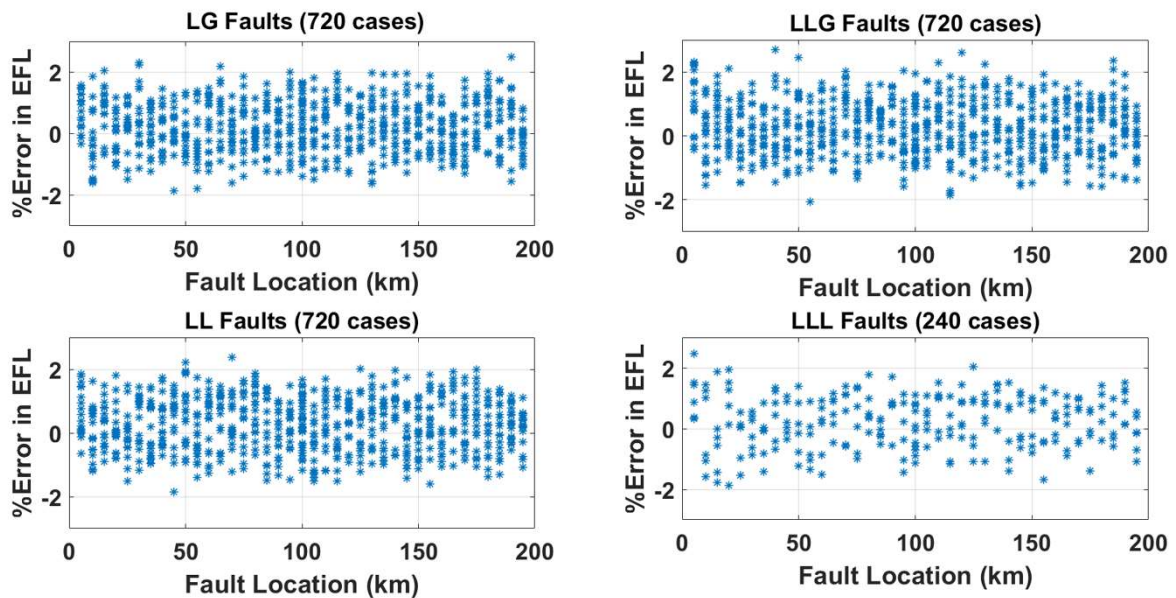 LG Faults (720 cases)
%Error in EFL
2
0
-2
0 50 100 150 200
Fault Location (km)
LLG Faults (720 cases)
%Error in EFL
2
0
-2
0 50 100 150 200
Fault Location (km)
LL Faults (720 cases)
%Error in EFL
2
0
-2
0 50 100 150 200
Fault Location (km)
LLL Faults (240 cases)
%Error in EFL
2
0
-2
0 50 100 150 200
Fault Location (km)